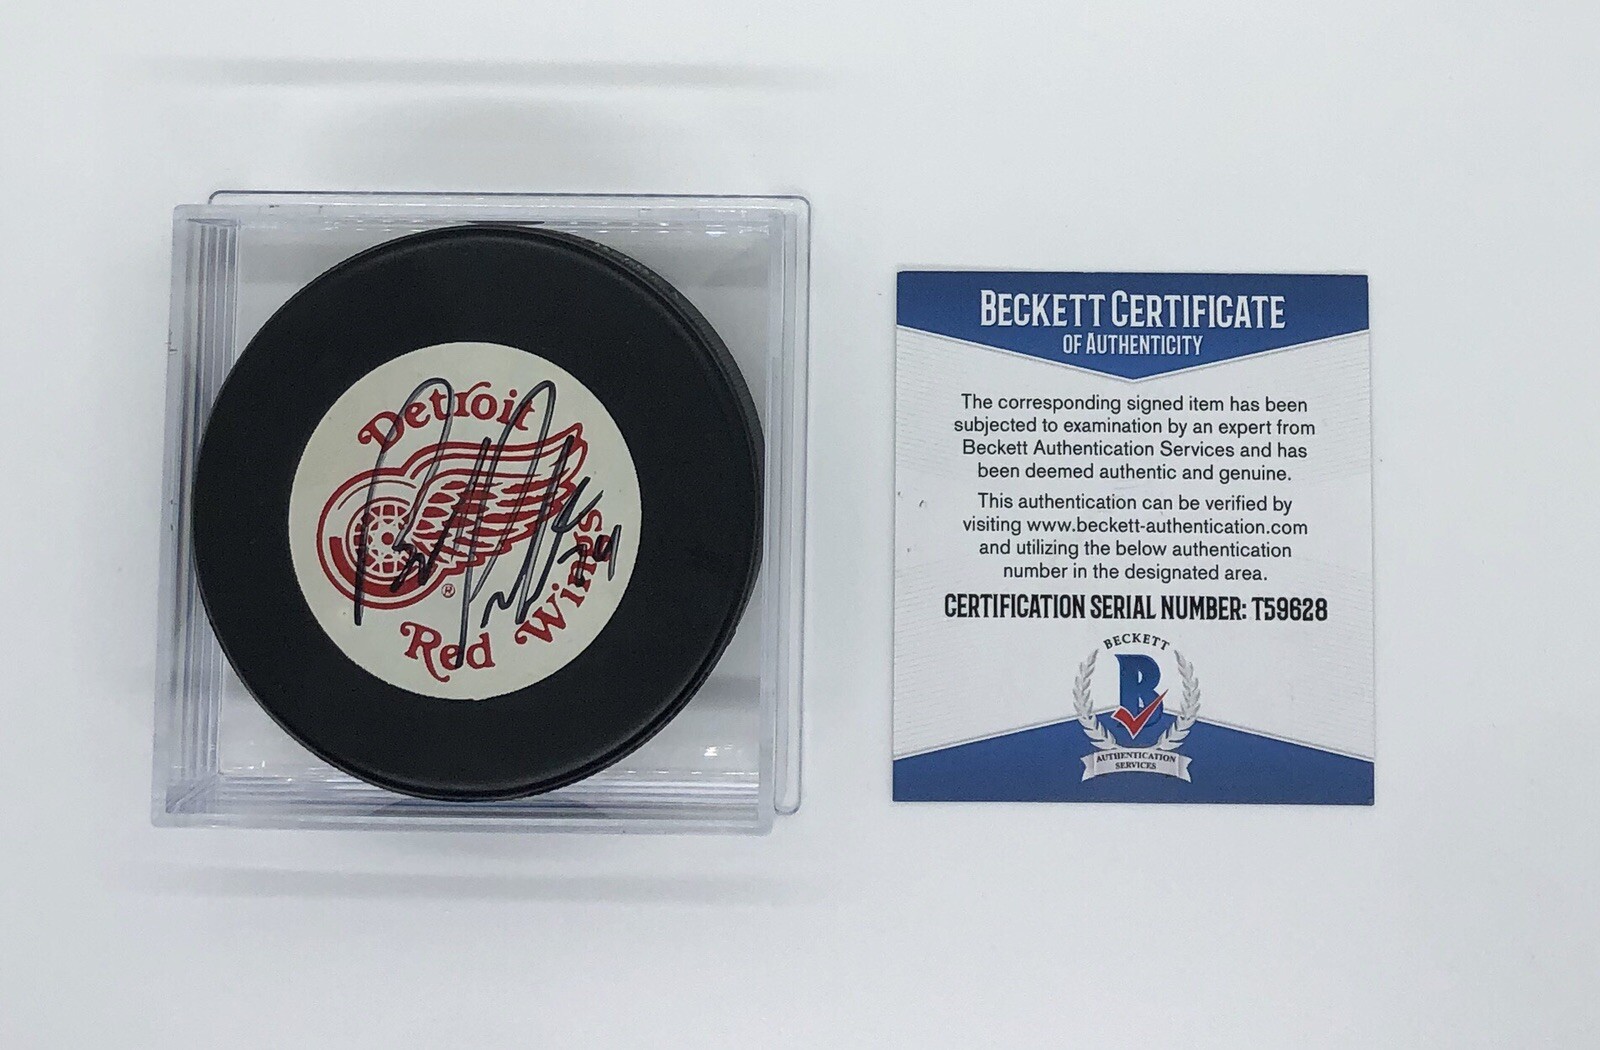 Detroit
Red Wings
®
BECKETT CERTIFICATE
OF AUTHENTICITY
The corresponding signed item has been
subjected to examination by an expert from
Beckett Authentication Services and has
been deemed authentic and genuine.
This authentication can be verified by
visiting www.beckett-authentication.com
and utilizing the below authentication
number in the designated area.
CERTIFICATION SERIAL NUMBER: T59628
BECKETT
B
AUTHENTICATION
SERVICES